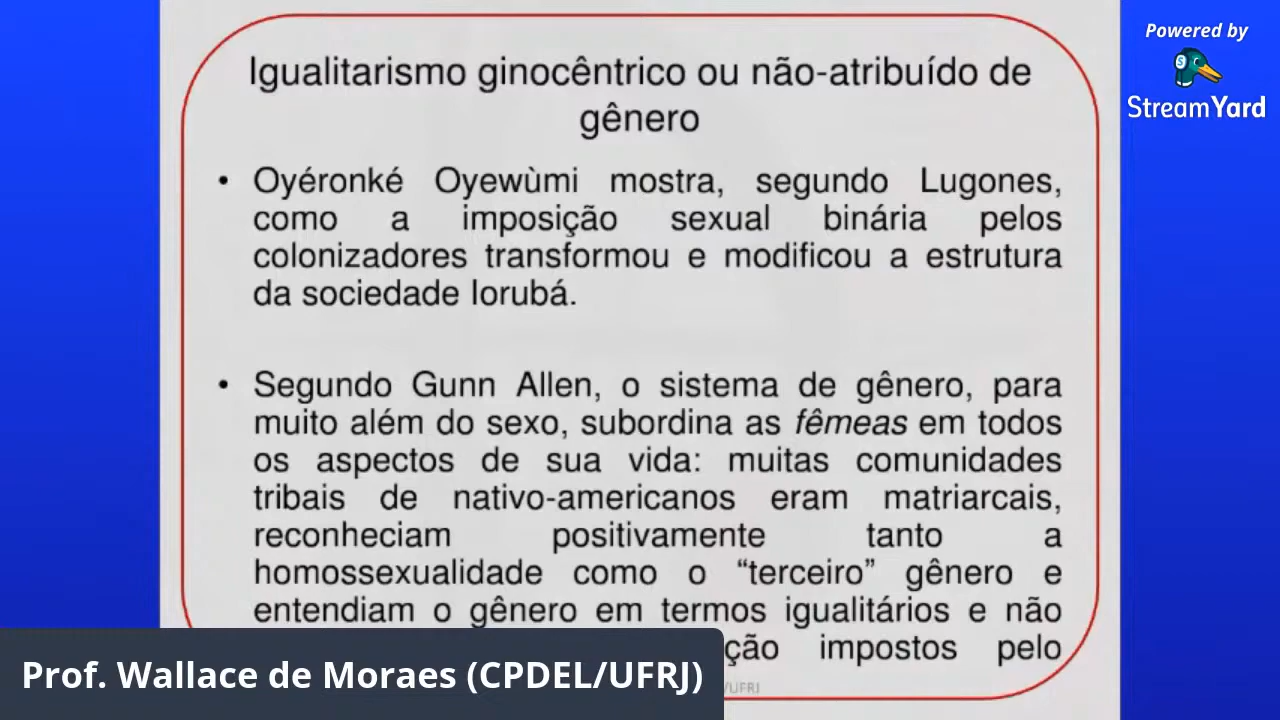 Powered by
StreamYard
Igualitarismo ginocêntrico ou não-atribuído de
gênero
• Oyéronké Oyewùmi mostra, segundo Lugones,
como a imposição sexual binária pelos
colonizadores transformou e modificou a estrutura
da sociedade Iorubá.
• Segundo Gunn Allen, o sistema de gênero, para
muito além do sexo, subordina as fêmeas em todos
os aspectos de sua vida: muitas comunidades
tribais de nativo-americanos eram matriarcais,
reconheciam positivamente tanto a
homossexualidade como o “terceiro” gênero e
entendiam o gênero em termos igualitários e não
ção impostos pelo
/UFRJ
Prof. Wallace de Moraes (CPDEL/UFRJ)